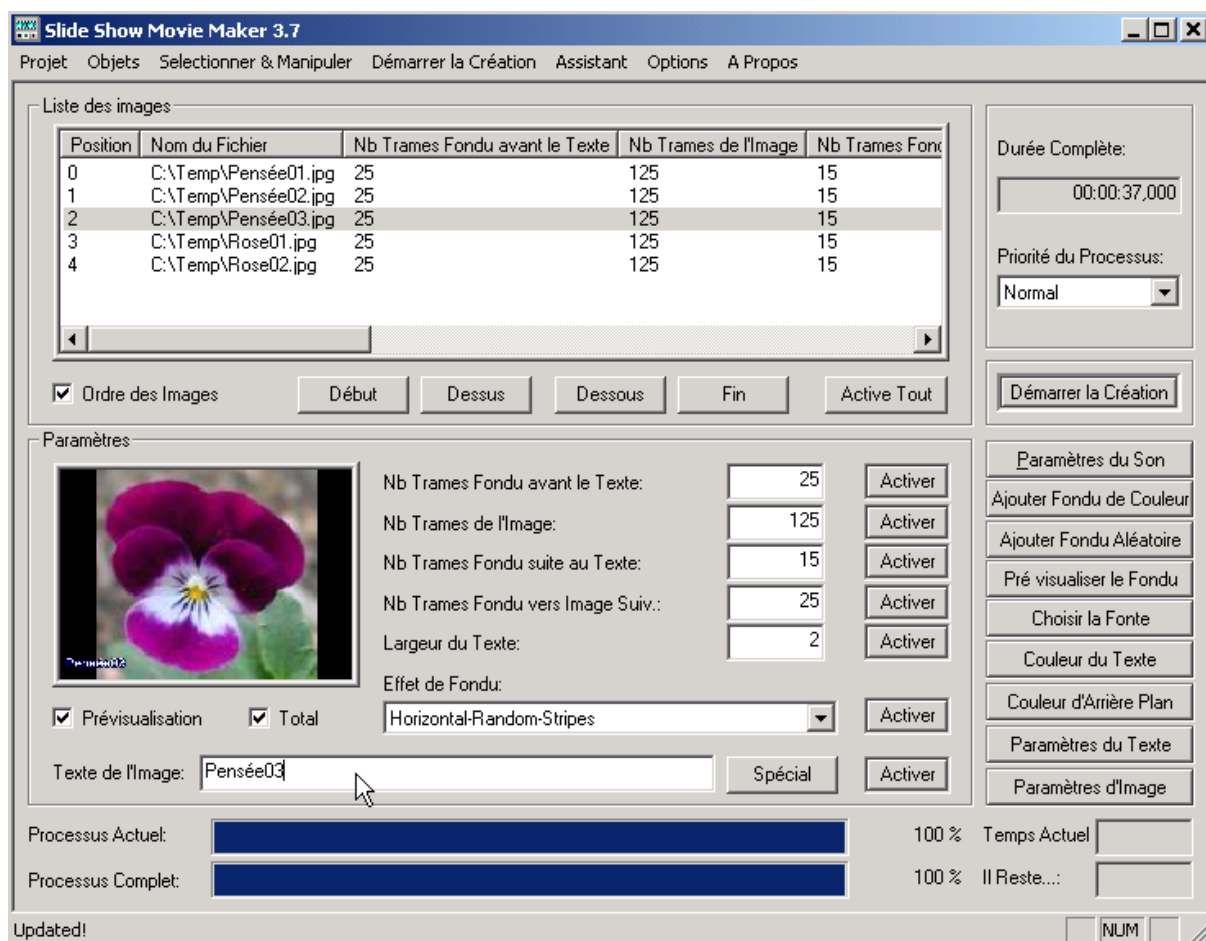 Slide Show Movie Maker 3.7
Projet Objets Selectionner & Manipuler Démarrer la Création Assistant Options A Propos
Liste des images
Position Nom du Fichier Nb Trames Fondu avant le Texte Nb Trames de l'Image Nb Trames Fond
0 C:\Temp\Pensée01.jpg 25 125 15
1 C:\Temp\Pensée02.jpg 25 125 15
2 C:\Temp\Pensée03.jpg 25 125 15
3 C:\Temp\Rose01.jpg 25 125 15
4 C:\Temp\Rose02.jpg 25 125 15
Durée Complète:
00:00:37,000
Priorité du Processus:
Normal
Ordre des Images Début Dessus Dessous Fin Active Tout
Démarrer la Création
Paramètres
Nb Trames Fondu avant le Texte: 25 Activer
Nb Trames de l'Image: 125 Activer
Nb Trames Fondu suite au Texte: 15 Activer
Nb Trames Fondu vers Image Suiv.: 25 Activer
Largeur du Texte: 2 Activer
Effet de Fondu:
Horizontal-Random-Stripes Activer
Prévisualisation Total
Texte de l'Image: Pensée03 Spécial Activer
Paramètres du Son
Ajouter Fondu de Couleur
Ajouter Fondu Aléatoire
Pré visualiser le Fondu
Choisir la Fonte
Couleur du Texte
Couleur d'Arrière Plan
Paramètres du Texte
Paramètres d'Image
Processus Actuel: 100 % Temps Actuel
Processus Complet: 100 % Il Reste...:
Updated! NUM